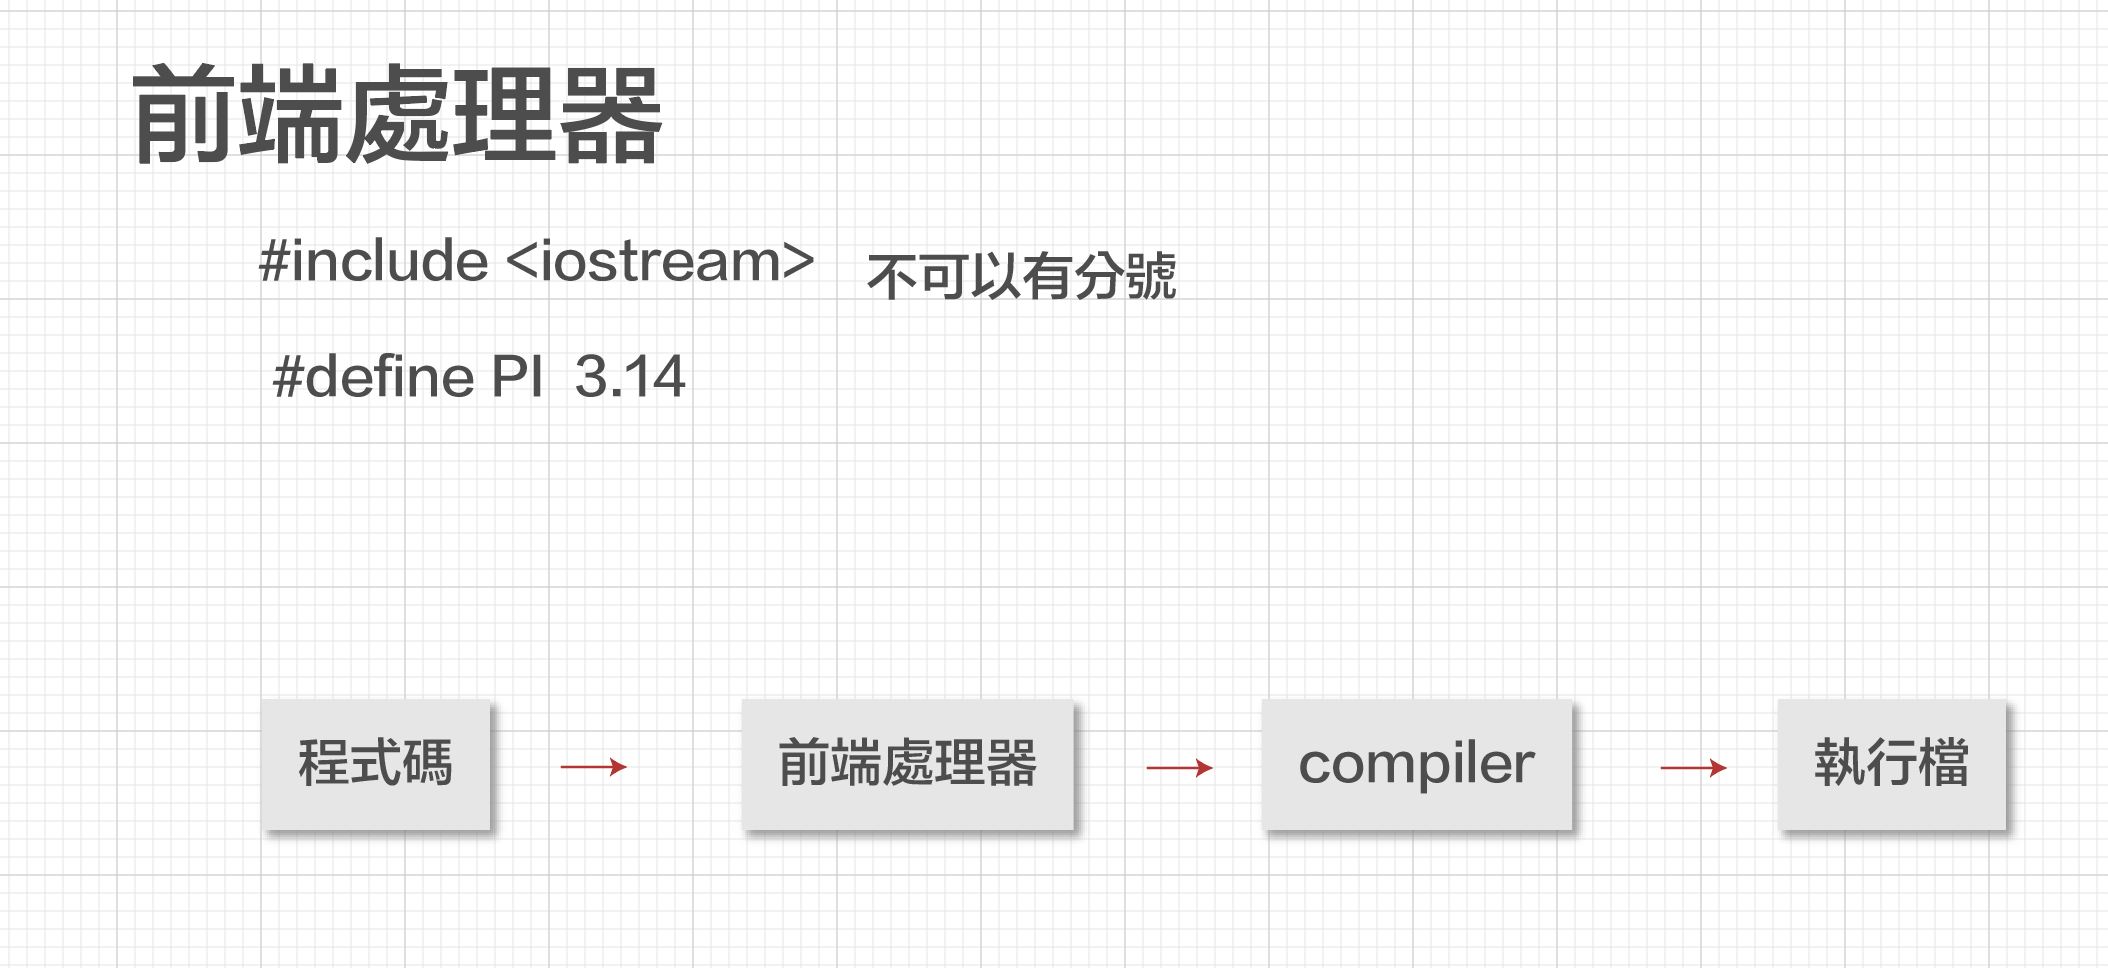 前端處理器
#include <iostream> 不可以有分號
#define PI 3.14
程式碼 → 前端處理器 → compiler → 執行檔